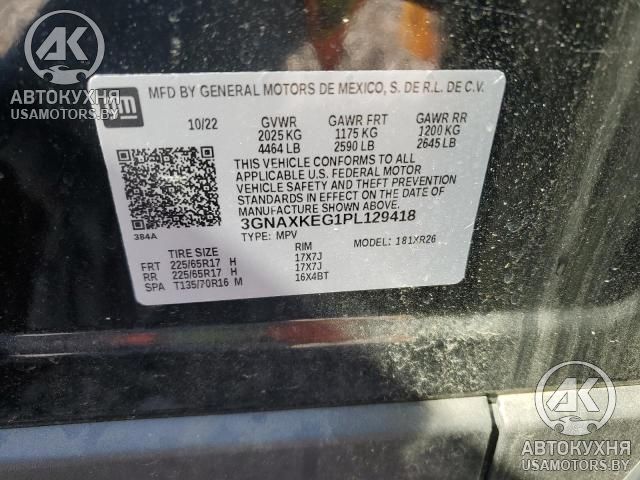 AK
АВТОКУХНЯ
USAMOTORS.BY
gm
MFD BY GENERAL MOTORS DE MEXICO, S. DE R.L. DE C.V.
10/22 GVWR GAWR FRT GAWR RR
2025 KG 1175 KG 1200 KG
4464 LB 2590 LB 2645 LB
THIS VEHICLE CONFORMS TO ALL
APPLICABLE U.S. FEDERAL MOTOR
VEHICLE SAFETY AND THEFT PREVENTION
STANDARDS IN EFFECT ON THE DATE OF
MANUFACTURE SHOWN ABOVE.
3GNAXKEG1PL129418
384A TYPE: MPV MODEL: 181XR26
TIRE SIZE RIM
FRT 225/65R17 H 17X7J
RR 225/65R17 H 17X7J
SPA T135/70R16 M 16X4BT
AK
АВТОКУХНЯ
USAMOTORS.BY